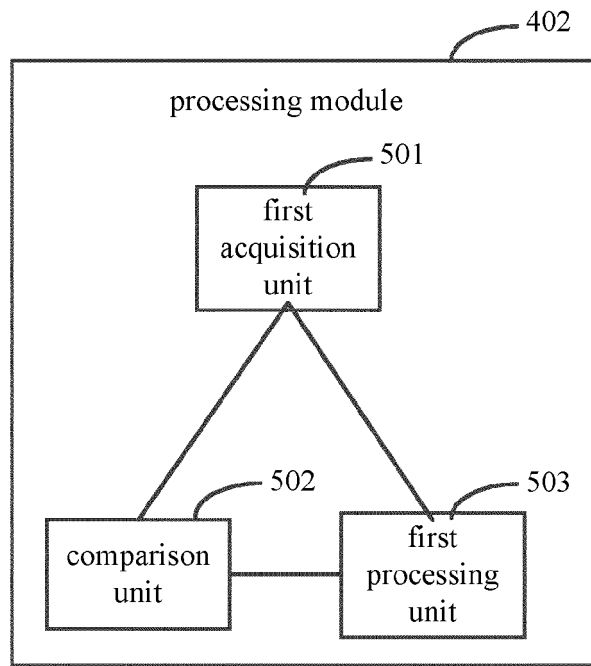 402
processing module
501
first
acquisition
unit
502
comparison
unit
503
first
processing
unit